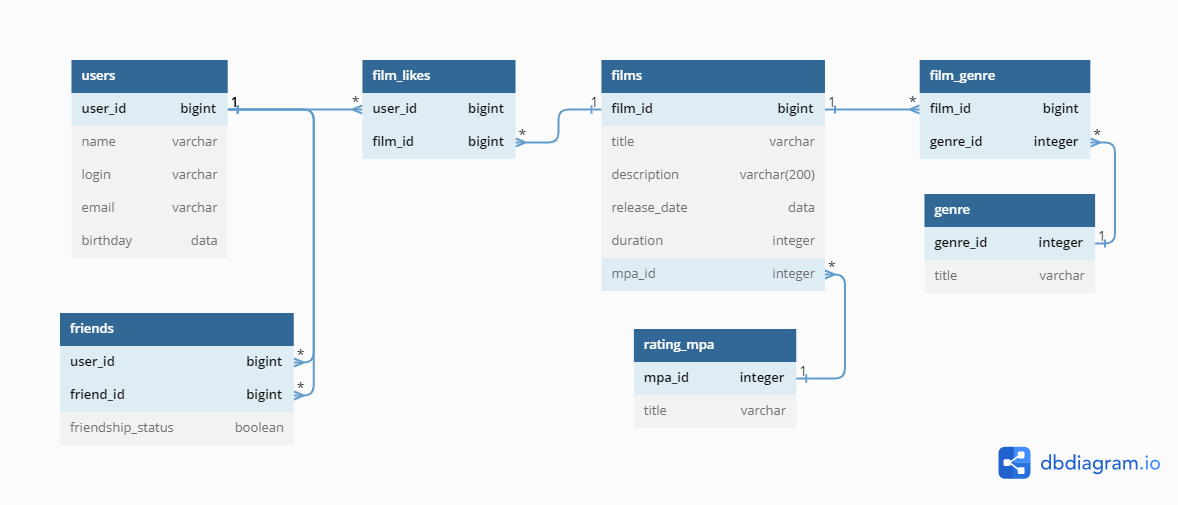 users
user_id bigint
name varchar
login varchar
email varchar
birthday data
film_likes
user_id bigint
film_id bigint
films
film_id bigint
title varchar
description varchar(200)
release_date data
duration integer
mpa_id integer
film_genre
film_id bigint
genre_id integer
genre
genre_id integer
title varchar
friends
user_id bigint
friend_id bigint
friendship_status boolean
rating_mpa
mpa_id integer
title varchar
1
*
*
1
1
*
*
1
*
1
*
*
dbdiagram.io